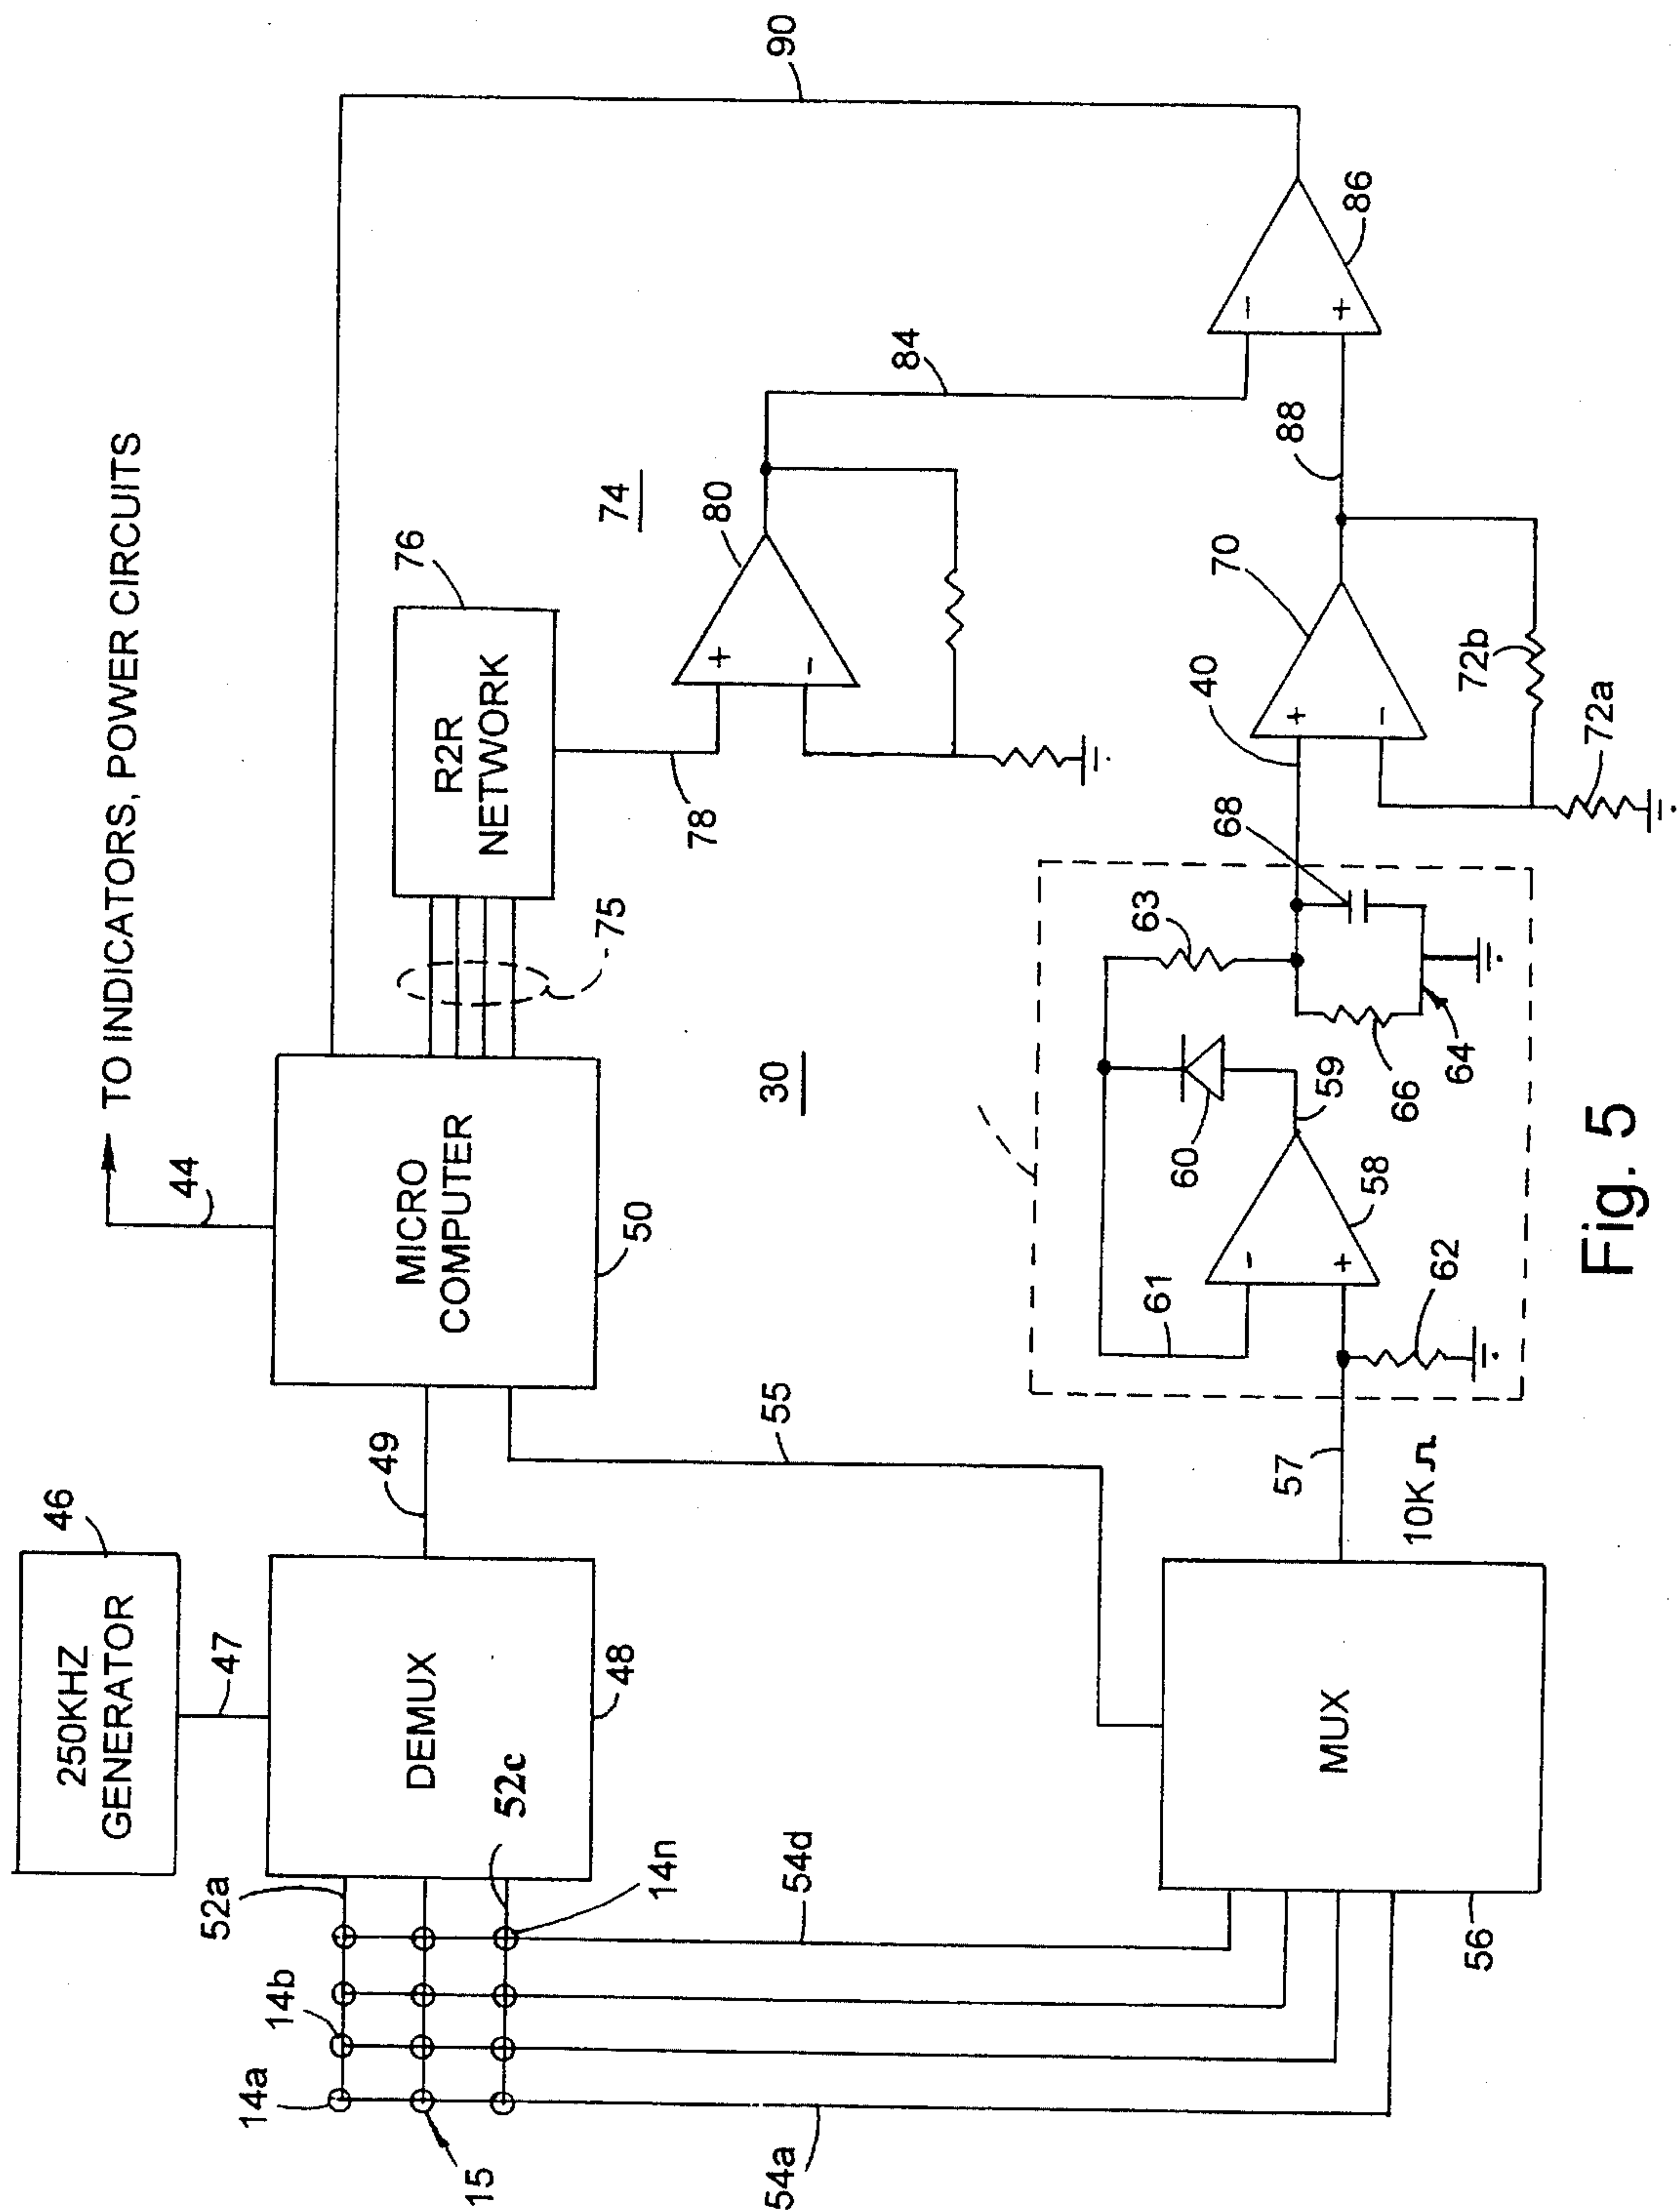 TO INDICATORS, POWER CIRCUITS
90
46
250KHZ
GENERATOR
47
44
49
MICRO
COMPUTER
50
76
R2R
NETWORK
75
78
74
80
84
86
88
DEMUX
48
52a
52c
14a
14b
14n
15
54a
54d
55
30
MUX
56
57
10K Ω
61
62
58
59
60
63
64
66
68
40
70
72a
72b
+
-
+
-
+
-
+
-
Fig. 5